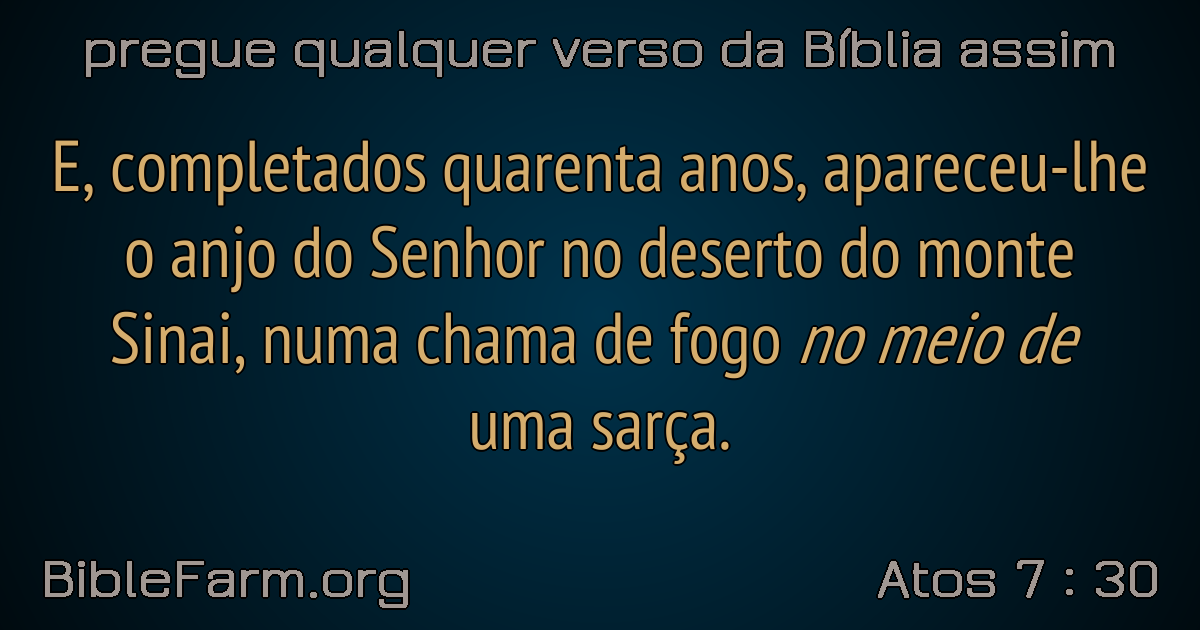 pregue qualquer verso da Bíblia assim
E, completados quarenta anos, apareceu-lhe
o anjo do Senhor no deserto do monte
Sinai, numa chama de fogo no meio de
uma sarça.
BibleFarm.org
Atos 7 : 30